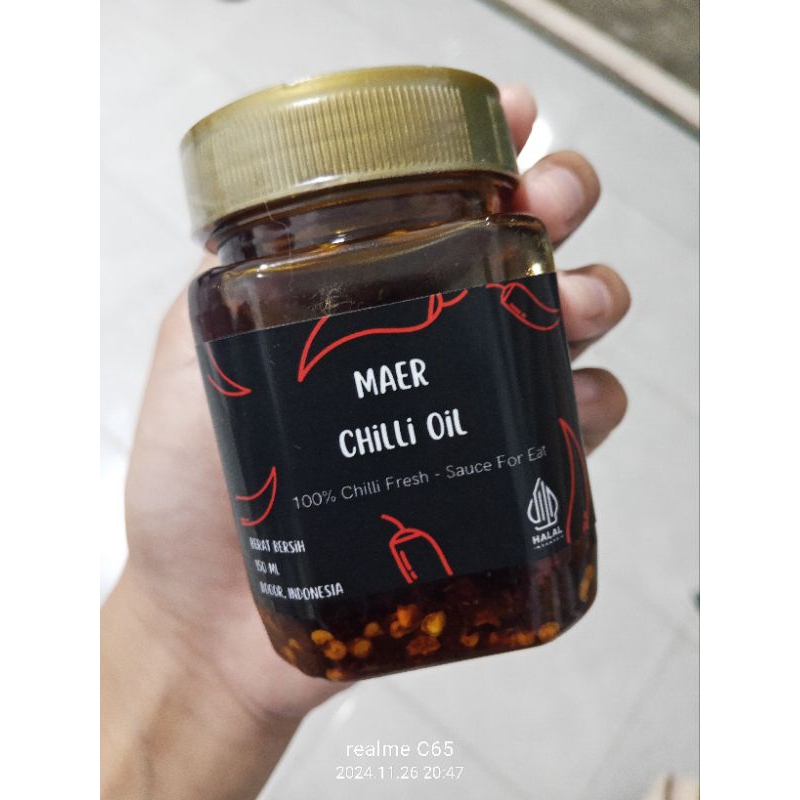 MAER
CHiLLi OiL
100% Chilli Fresh - Sauce For Eat
BERAT BERSiH
150 ML
BOGOR, INDONESIA
HALAL
INDONESIA
realme C65
2024.11.26 20:47